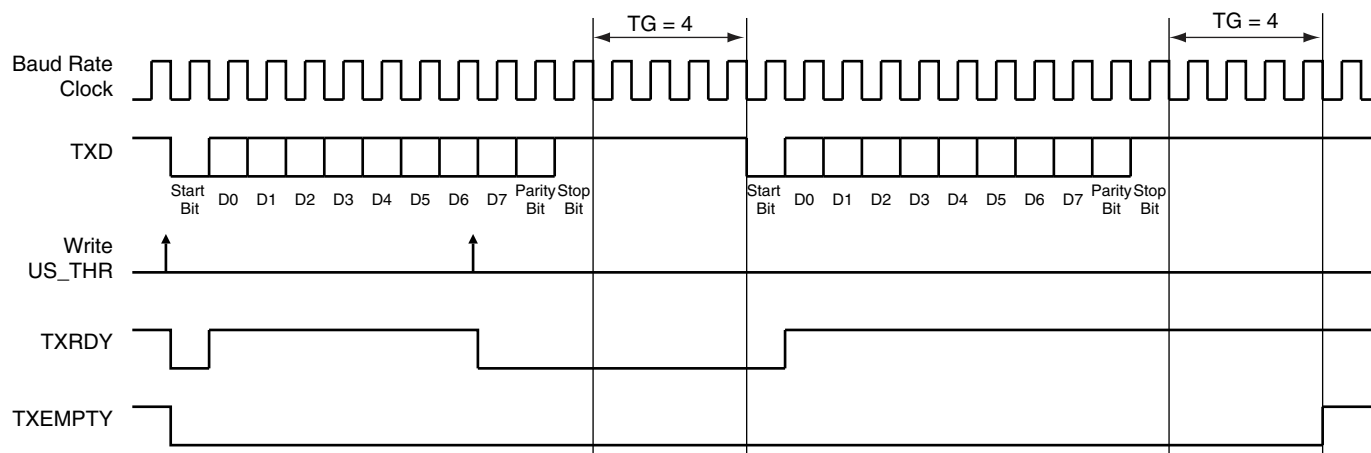 TG = 4
TG = 4
Baud Rate
Clock
TXD
Start
Bit
D0
D1
D2
D3
D4
D5
D6
D7
Parity
Bit
Stop
Bit
Start
Bit
D0
D1
D2
D3
D4
D5
D6
D7
Parity
Bit
Stop
Bit
Write
US_THR
TXRDY
TXEMPTY